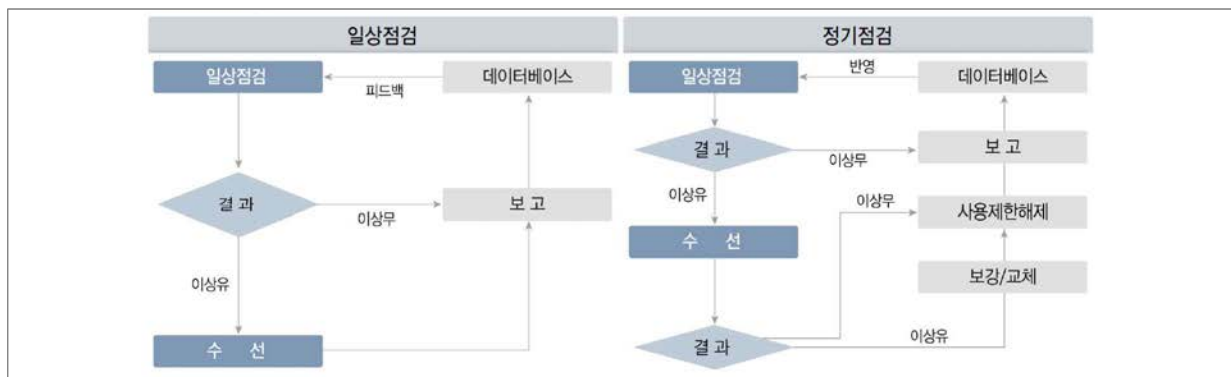 일상점검
일상점검
데이터베이스
피드백
결 과
이상무
보 고
이상유
수 선
정기점검
일상점검
반영
데이터베이스
결 과
이상무
보 고
이상유
이상무
사용제한해제
수 선
보강/교체
이상유
결 과